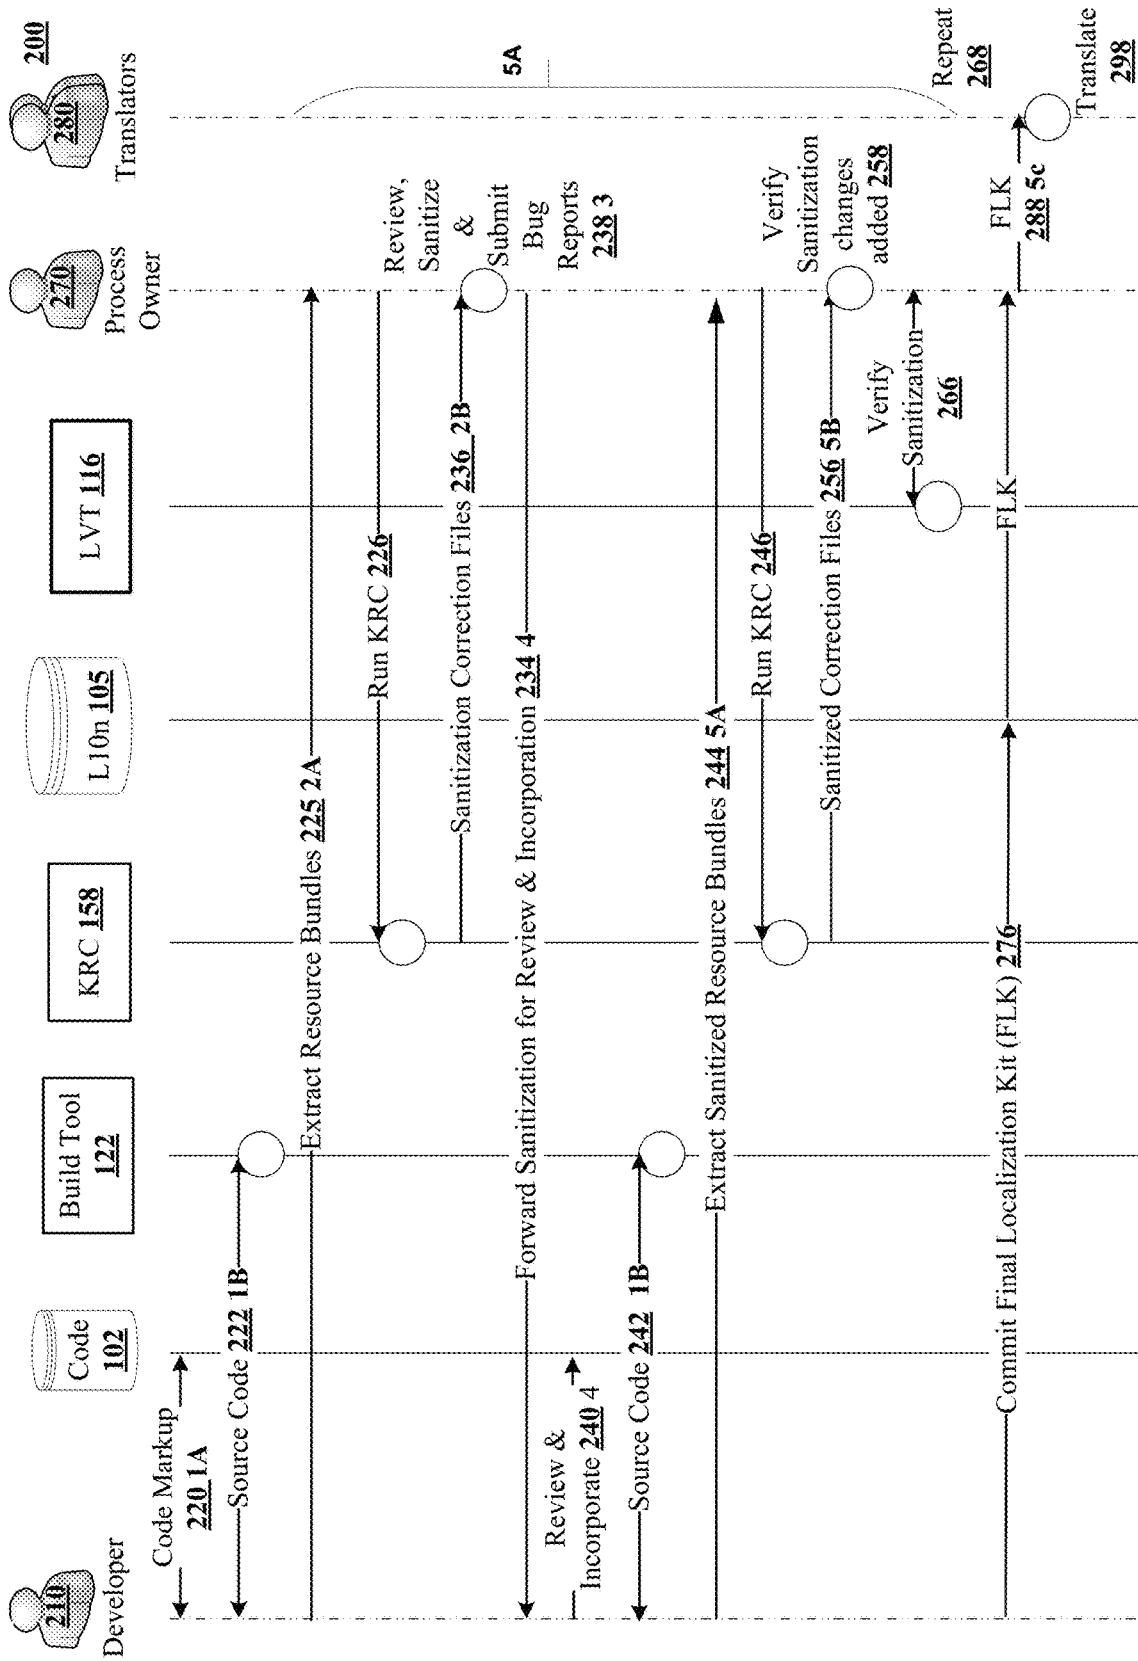 200
210
Developer
Code
102
Build Tool
122
KRC 158
L10n 105
LVT 116
270
Process
Owner
280
Translators
Code Markup
220 1A
Source Code 222 1B
Extract Resource Bundles 225 2A
Run KRC 226
Review,
Sanitize
&
Submit
Bug
Reports
238 3
Sanitization Correction Files 236 2B
Forward Sanitization for Review & Incorporation 234 4
Review &
Incorporate 240 4
Source Code 242 1B
Extract Sanitized Resource Bundles 244 5A
Run KRC 246
Verify
Sanitization
changes
added 258
Sanitized Correction Files 256 5B
Verify
Sanitization
266
5A
Repeat
268
Commit Final Localization Kit (FLK) 276
FLK
FLK
288 5c
Translate
298